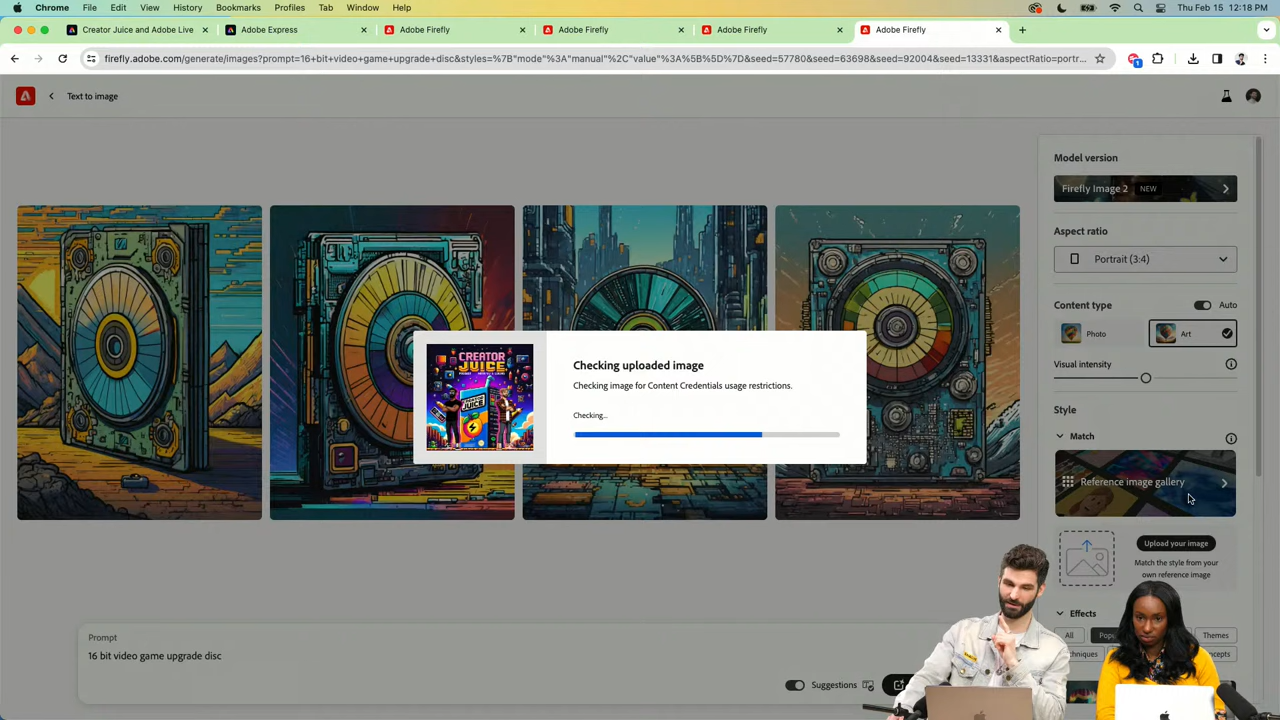 Chrome File Edit View History Bookmarks Profiles Tab Window Help Thu Feb 15 12:18 PM
Creator Juice and Adobe Live Adobe Express Adobe Firefly Adobe Firefly Adobe Firefly Adobe Firefly
firefly.adobe.com/generate/images?prompt=16+bit+video+game+upgrade+disc&styles=%7B"mode"%3A"manual"%2C"value"%3A%5B%5D%7D&seed=57780&seed=63698&seed=92004&seed=13331&aspectRatio=portr...
1
Text to image
Model version
Firefly Image 2 NEW
Aspect ratio
Portrait (3:4)
Content type Auto
Photo Art
Visual intensity
Style
Match
Reference image gallery
Upload your image
Match the style from your
own reference image
Effects
All Themes
CREATOR
JUICE
Checking uploaded image
Checking image for Content Credentials usage restrictions.
Checking...
Prompt
16 bit video game upgrade disc
Suggestions